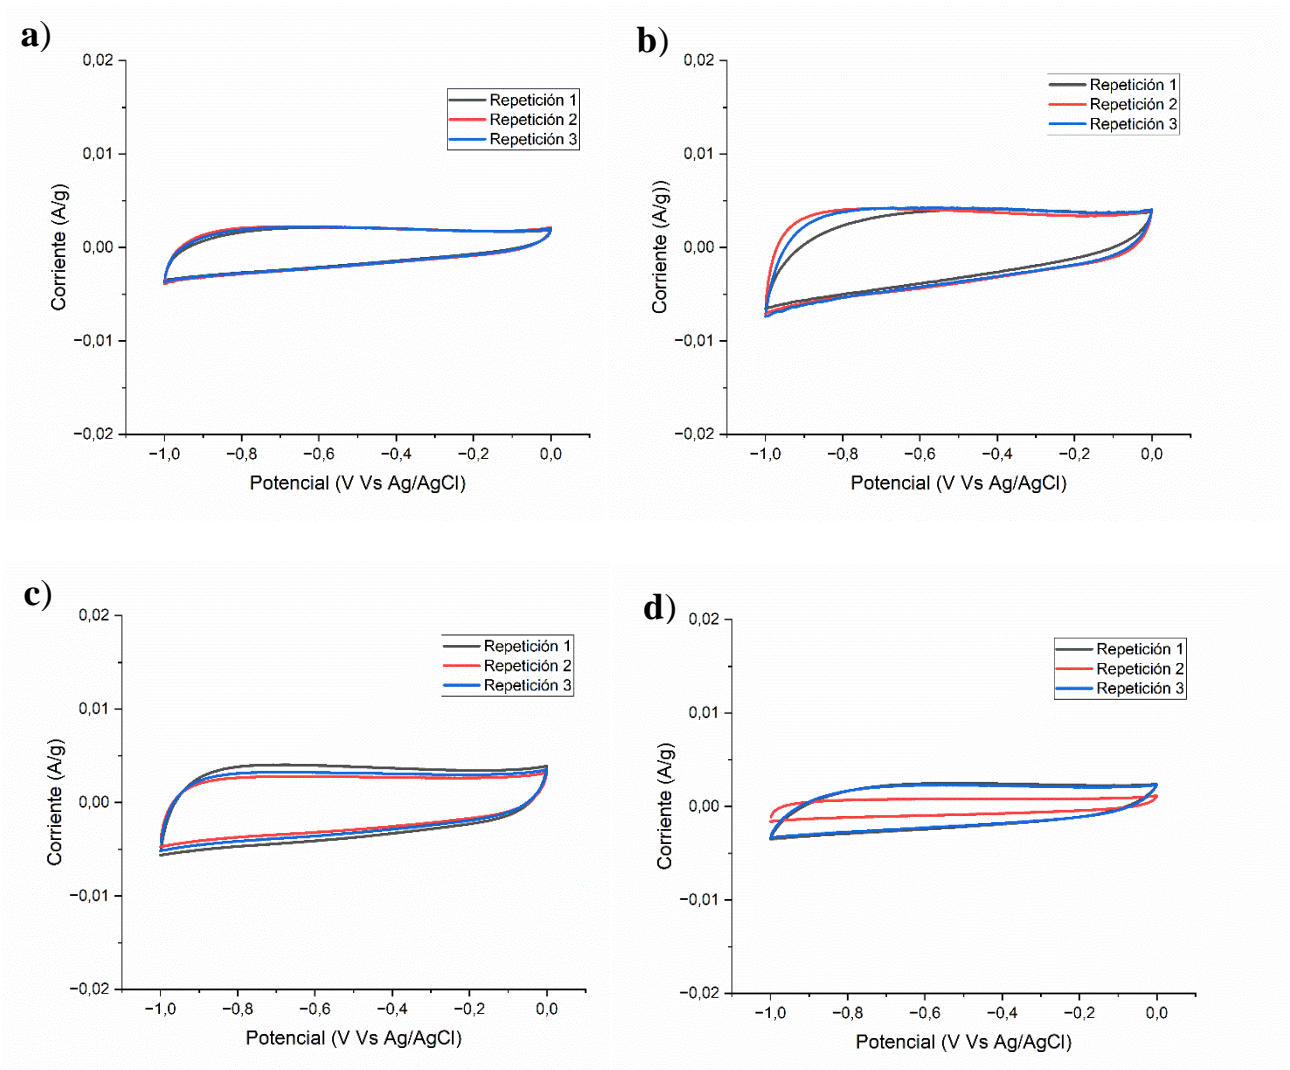 a)
0,02
0,01
0,00
−0,01
−0,02
Corriente (A/g)
Repetición 1
Repetición 2
Repetición 3
−1,0 −0,8 −0,6 −0,4 −0,2 0,0
Potencial (V Vs Ag/AgCl)
b)
0,02
0,01
0,00
−0,01
−0,02
Corriente (A/g))
Repetición 1
Repetición 2
Repetición 3
−1,0 −0,8 −0,6 −0,4 −0,2 0,0
Potencial (V Vs Ag/AgCl)
c)
0,02
0,01
0,00
−0,01
−0,02
Corriente (A/g)
Repetición 1
Repetición 2
Repetición 3
−1,0 −0,8 −0,6 −0,4 −0,2 0,0
Potencial (V Vs Ag/AgCl)
d)
0,02
0,01
0,00
−0,01
−0,02
Corriente (A/g)
Repetición 1
Repetición 2
Repetición 3
−1,0 −0,8 −0,6 −0,4 −0,2 0,0
Potencial (V Vs Ag/AgCl)